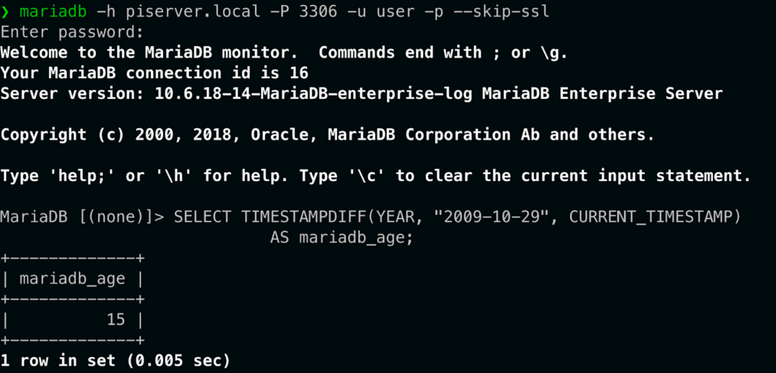 ❯ mariadb -h piserver.local -P 3306 -u user -p --skip-ssl
Enter password:
Welcome to the MariaDB monitor.  Commands end with ; or \g.
Your MariaDB connection id is 16
Server version: 10.6.18-14-MariaDB-enterprise-log MariaDB Enterprise Server

Copyright (c) 2000, 2018, Oracle, MariaDB Corporation Ab and others.

Type 'help;' or '\h' for help. Type '\c' to clear the current input statement.

MariaDB [(none)]> SELECT TIMESTAMPDIFF(YEAR, "2009-10-29", CURRENT_TIMESTAMP)
                         AS mariadb_age;
+-------------+
| mariadb_age |
+-------------+
|          15 |
+-------------+
1 row in set (0.005 sec)